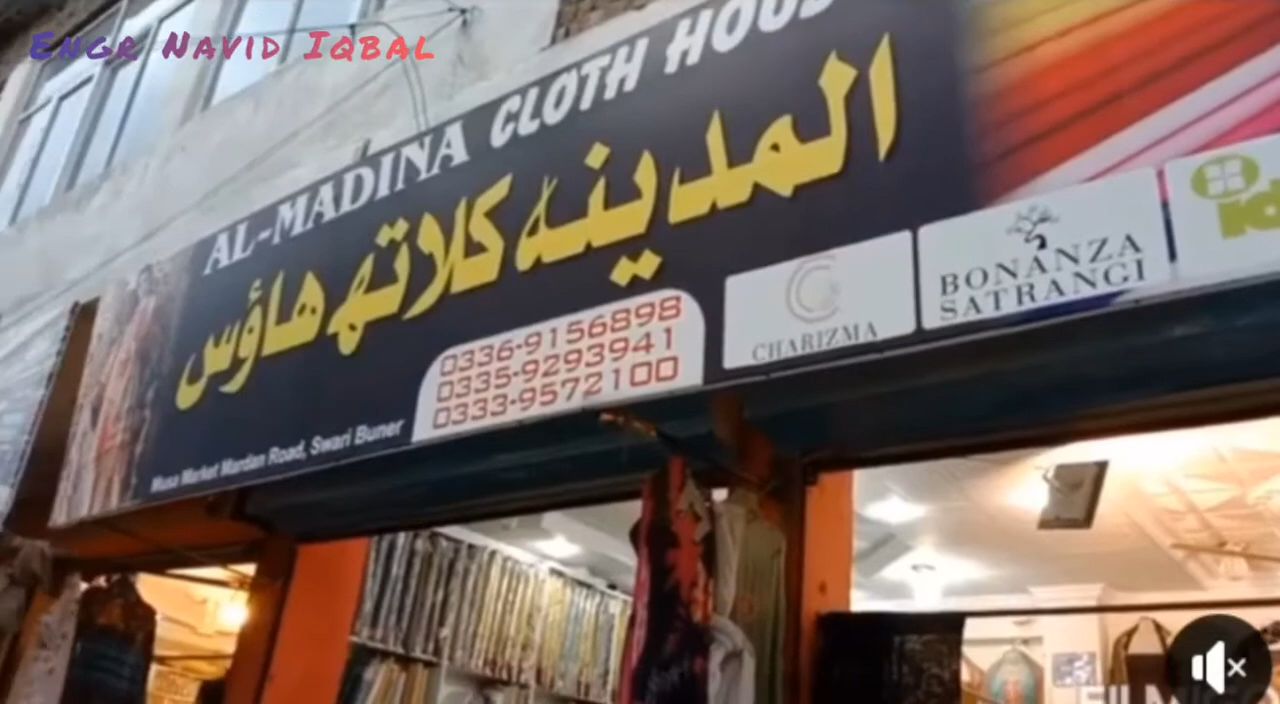 Engr Navid Iqbal
AL-MADINA CLOTH HOUSE
المدینہ کلاتھ ہاؤس
0336-9156898
0335-9293941
0333-9572100
Musa Market Mardan Road, Swari Buner
CHARIZMA
BONANZA
SATRANGI